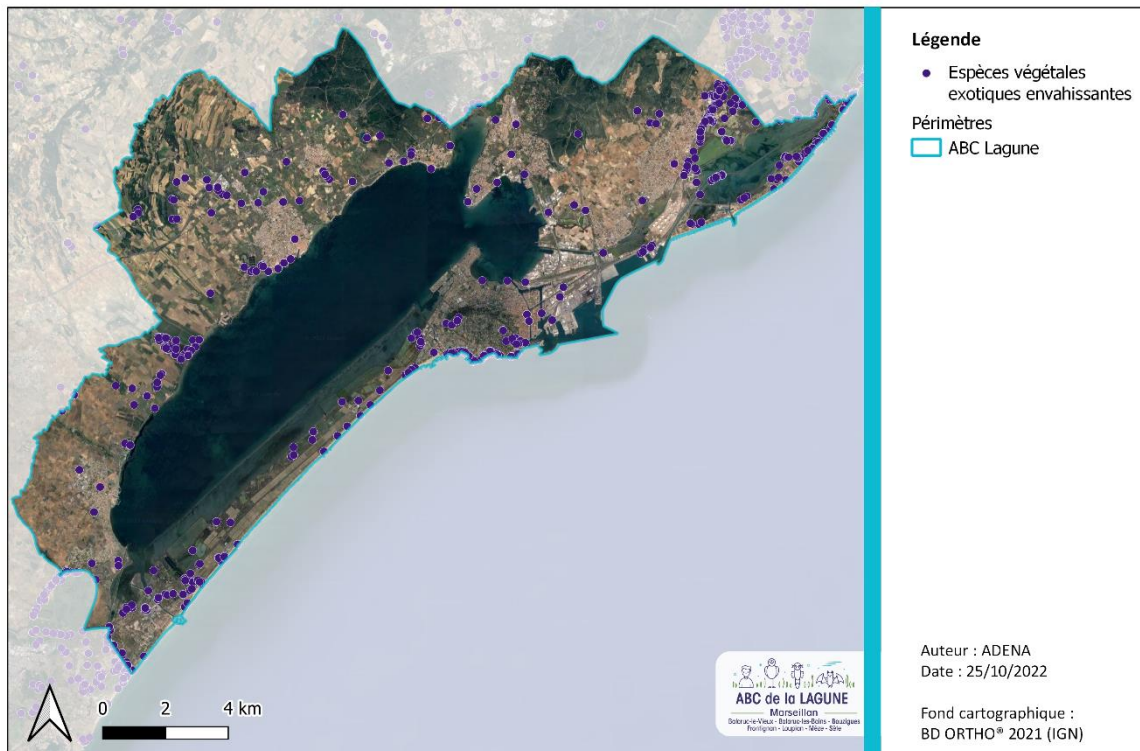 Légende
Espèces végétales
exotiques envahissantes
Périmètres
ABC Lagune
0 2 4 km
ABC de la LAGUNE
Marseillan
Balaruc-le-Vieux - Balaruc-les-Bains - Bouzigues
Frontignan - Loupian - Mèze - Sète
Auteur : ADENA
Date : 25/10/2022
Fond cartographique :
BD ORTHO® 2021 (IGN)